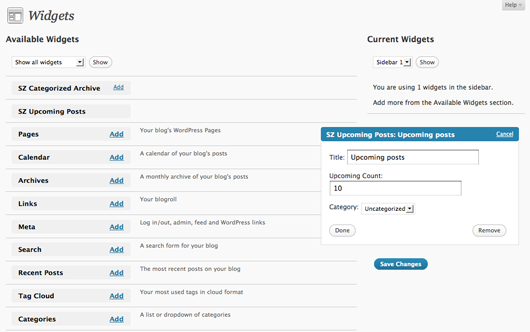 Help
Widgets
Available Widgets
Show all widgets Show
SZ Categorized Archive Add
SZ Upcoming Posts
Pages Add Your blog's WordPress Pages
Calendar Add A calendar of your blog's posts
Archives Add A monthly archive of your blog's posts
Links Add Your blogroll
Meta Add Log in/out, admin, feed and WordPress links
Search Add A search form for your blog
Recent Posts Add The most recent posts on your blog
Tag Cloud Add Your most used tags in cloud format
Categories Add A list or dropdown of categories
Current Widgets
Sidebar 1 Show
You are using 1 widgets in the sidebar.
Add more from the Available Widgets section.
SZ Upcoming Posts: Upcoming posts Cancel
Title: Upcoming posts
Upcoming Count:
10
Category: Uncategorized
Done Remove
Save Changes